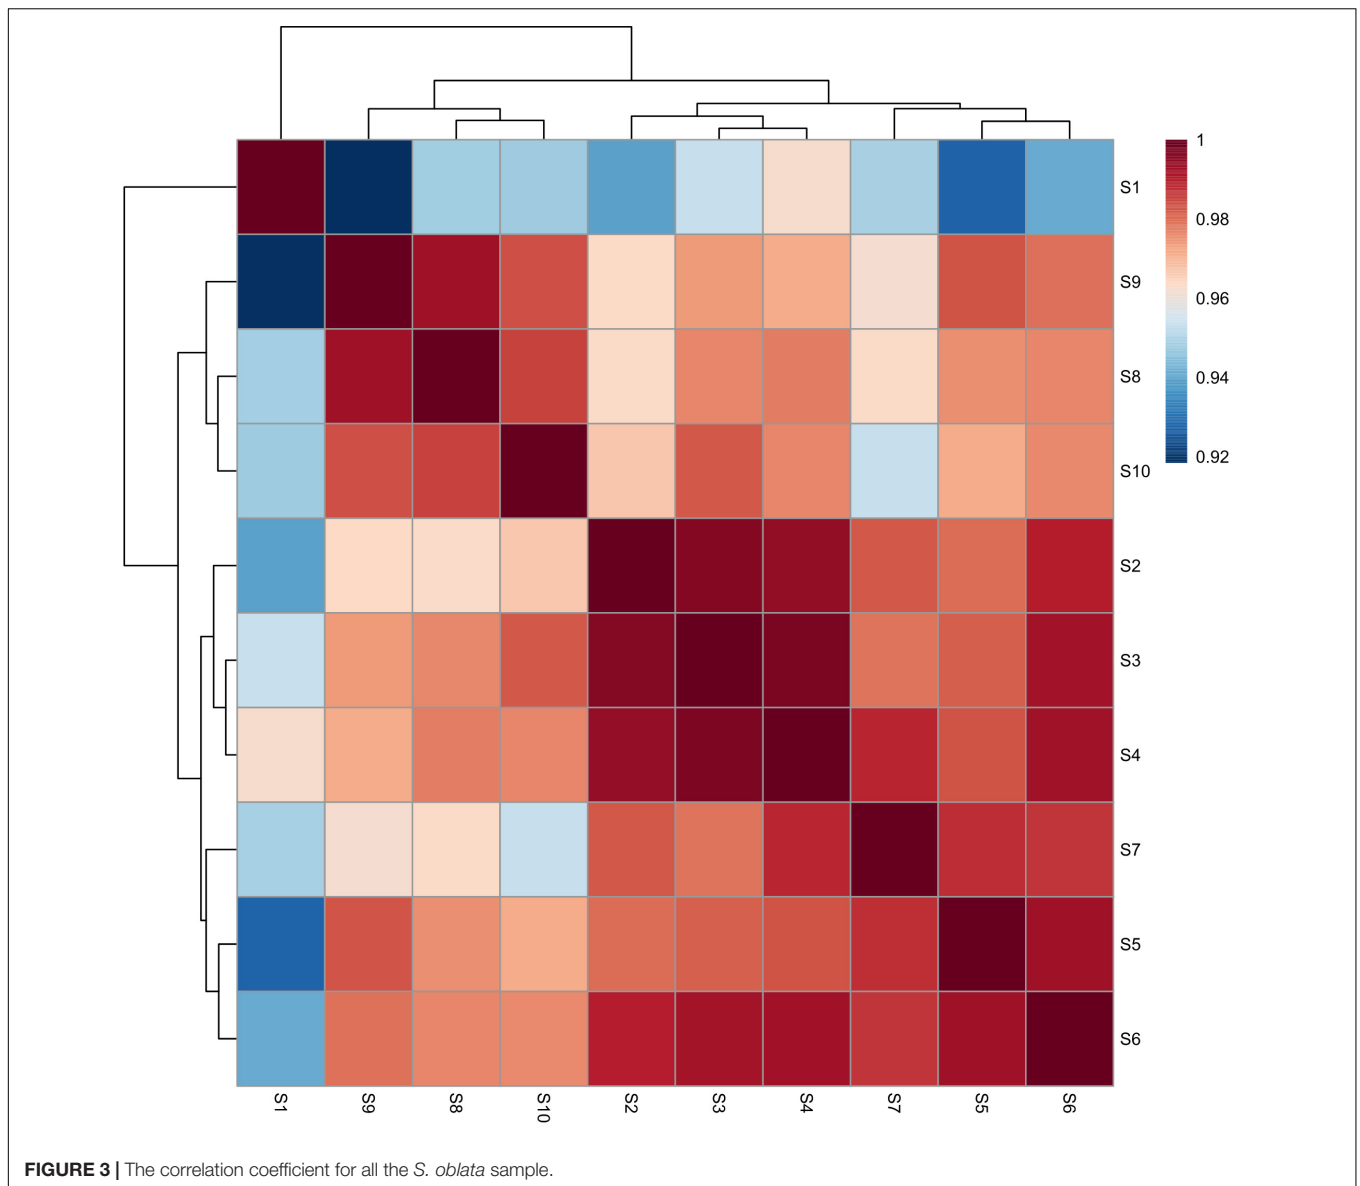 1
S1
0.98
S9
0.96
S8
0.94
S10
0.92
S2
S3
S4
S7
S5
S6
S1 S9 S8 S10 S2 S3 S4 S7 S5 S6
FIGURE 3 | The correlation coefficient for all the S. oblata sample.